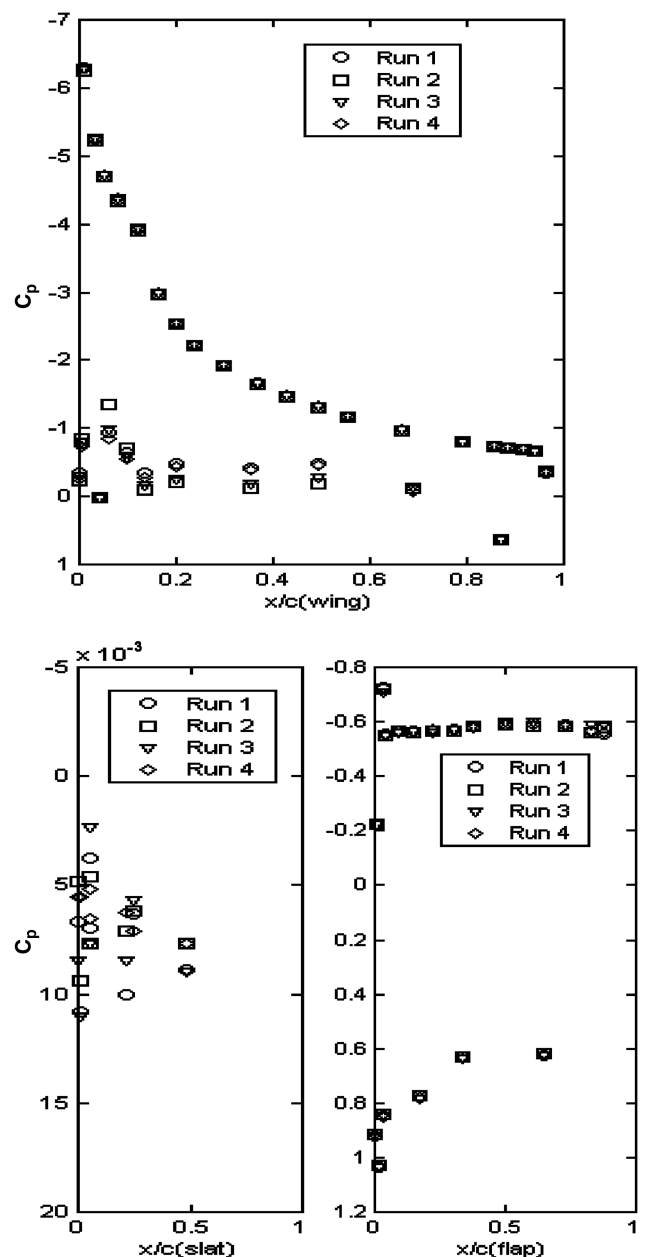 -7
-6
-5
-4
-3
-2
-1
0
1
C_p
Run 1
Run 2
Run 3
Run 4
0 0.2 0.4 0.6 0.8 1
x/c(wing)
-5 × 10^-3
0
5
10
15
20
C_p
Run 1
Run 2
Run 3
Run 4
0 0.5 1
x/c(slat)
-0.8
-0.6
-0.4
-0.2
0
0.2
0.4
0.6
0.8
1
1.2
Run 1
Run 2
Run 3
Run 4
0 0.5 1
x/c(flap)